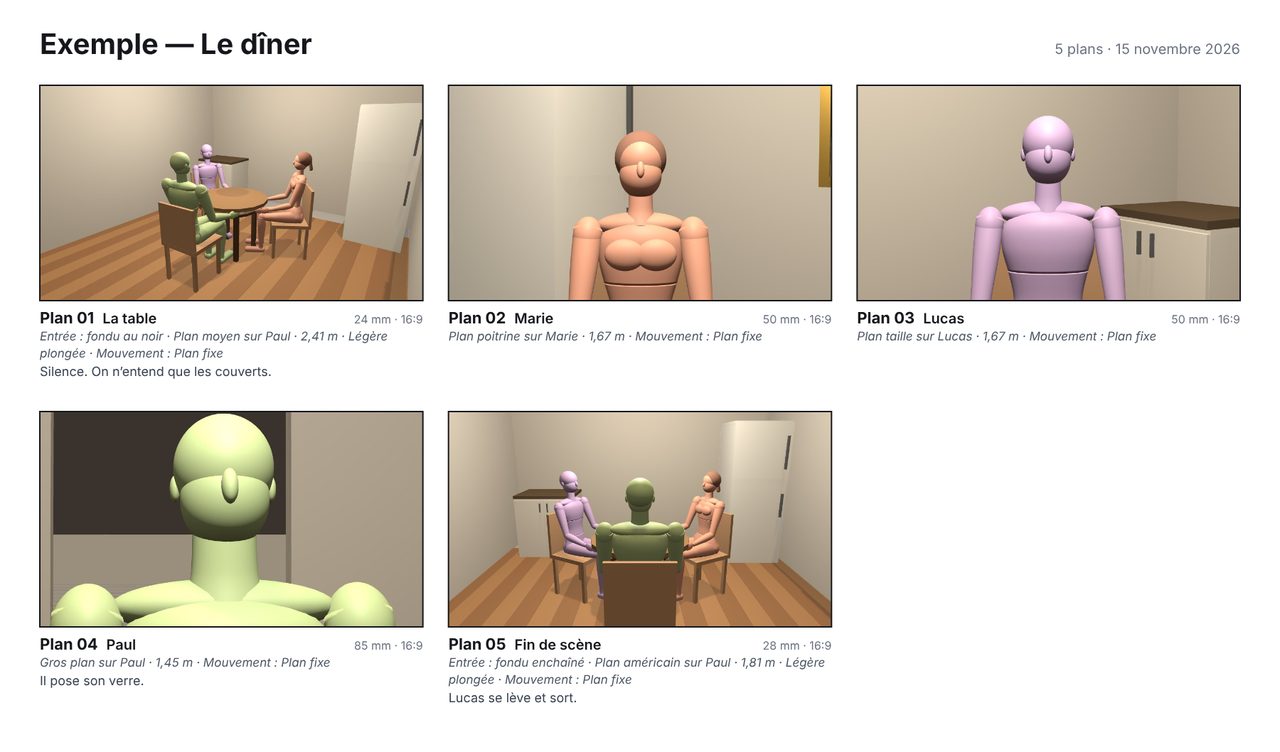 Exemple — Le dîner
5 plans · 15 novembre 2026
Plan 01 La table 24 mm · 16:9
Entrée : fondu au noir · Plan moyen sur Paul · 2,41 m · Légère
plongée · Mouvement : Plan fixe
Silence. On n’entend que les couverts.
Plan 02 Marie 50 mm · 16:9
Plan poitrine sur Marie · 1,67 m · Mouvement : Plan fixe
Plan 03 Lucas 50 mm · 16:9
Plan taille sur Lucas · 1,67 m · Mouvement : Plan fixe
Plan 04 Paul 85 mm · 16:9
Gros plan sur Paul · 1,45 m · Mouvement : Plan fixe
Il pose son verre.
Plan 05 Fin de scène 28 mm · 16:9
Entrée : fondu enchaîné · Plan américain sur Paul · 1,81 m · Légère
plongée · Mouvement : Plan fixe
Lucas se lève et sort.